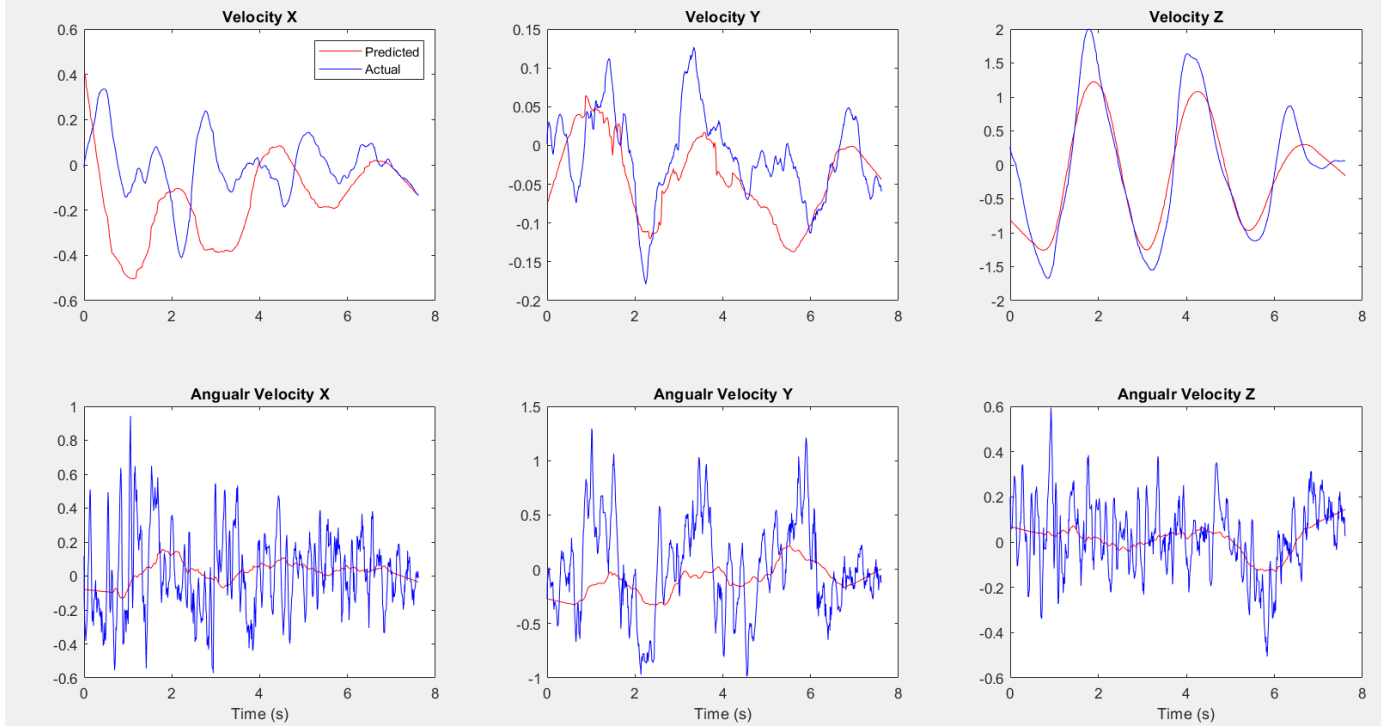 Velocity X
0.6
0.4
0.2
0
-0.2
-0.4
-0.6
0 2 4 6 8
Predicted
Actual
Velocity Y
0.15
0.1
0.05
0
-0.05
-0.1
-0.15
-0.2
0 2 4 6 8
Velocity Z
2
1.5
1
0.5
0
-0.5
-1
-1.5
-2
0 2 4 6 8
Angualr Velocity X
1
0.8
0.6
0.4
0.2
0
-0.2
-0.4
-0.6
0 2 4 6 8
Time (s)
Angualr Velocity Y
1.5
1
0.5
0
-0.5
-1
0 2 4 6 8
Time (s)
Angualr Velocity Z
0.6
0.4
0.2
0
-0.2
-0.4
-0.6
0 2 4 6 8
Time (s)